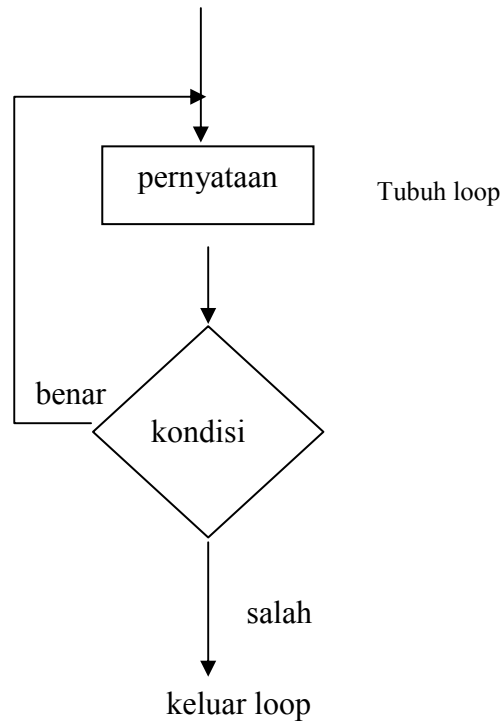 pernyataan
Tubuh loop
benar
kondisi
salah
keluar loop